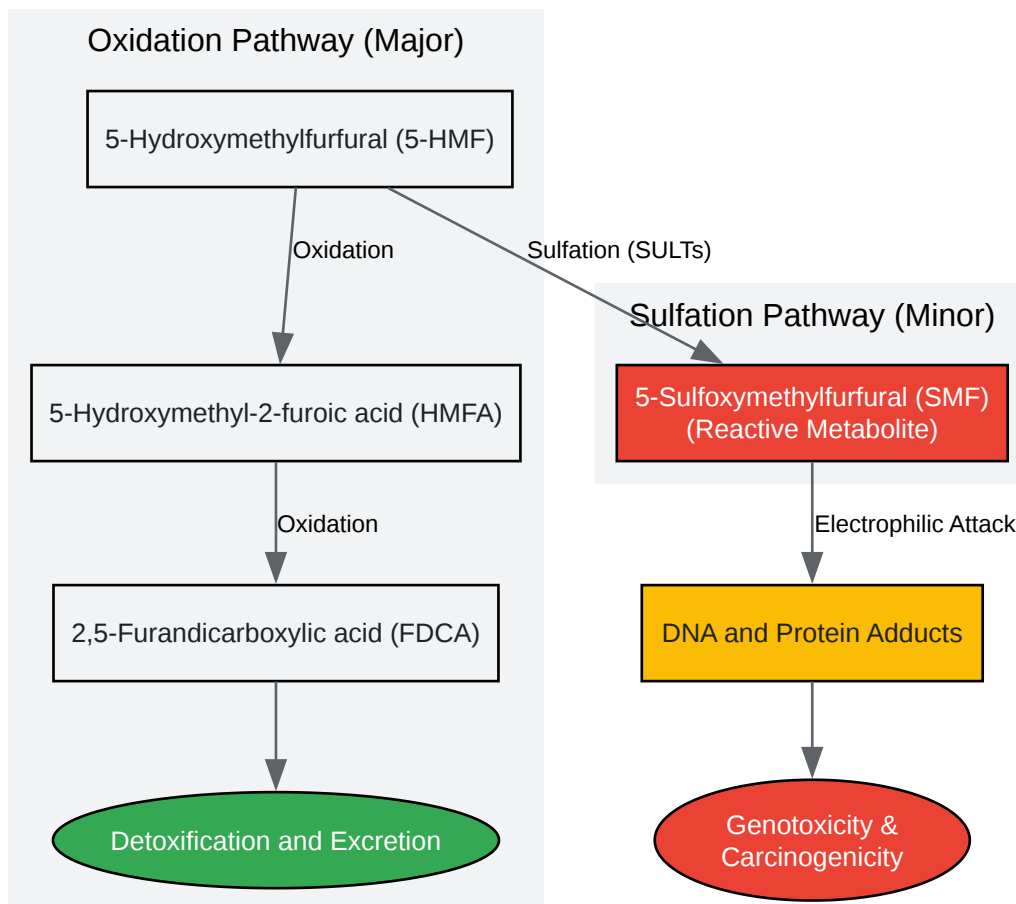 Oxidation Pathway (Major)
5-Hydroxymethylfurfural (5-HMF)
Oxidation
Sulfation (SULTs)
Sulfation Pathway (Minor)
5-Hydroxymethyl-2-furoic acid (HMFA)
5-Sulfoxymethylfurfural (SMF)
(Reactive Metabolite)
Oxidation
Electrophilic Attack
2,5-Furandicarboxylic acid (FDCA)
DNA and Protein Adducts
Detoxification and Excretion
Genotoxicity &
Carcinogenicity